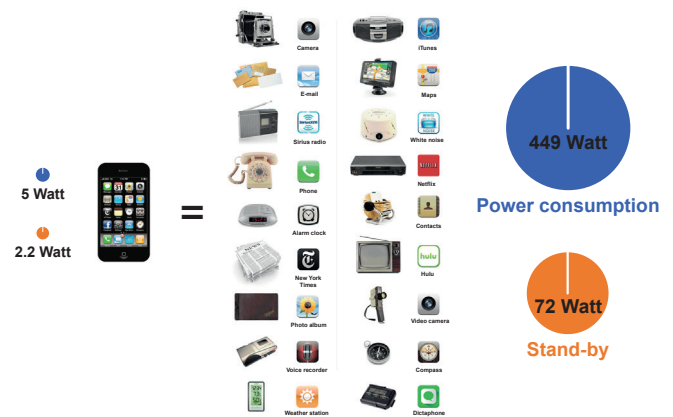 5 Watt
2.2 Watt
=
Camera
iTunes
E-mail
Maps
Sirius radio
White noise
Phone
Netflix
Alarm clock
Contacts
New York
Times
hulu
Hulu
Photo album
Video camera
Voice recorder
Compass
Weather station
Dictaphone
449 Watt
Power consumption
72 Watt
Stand-by